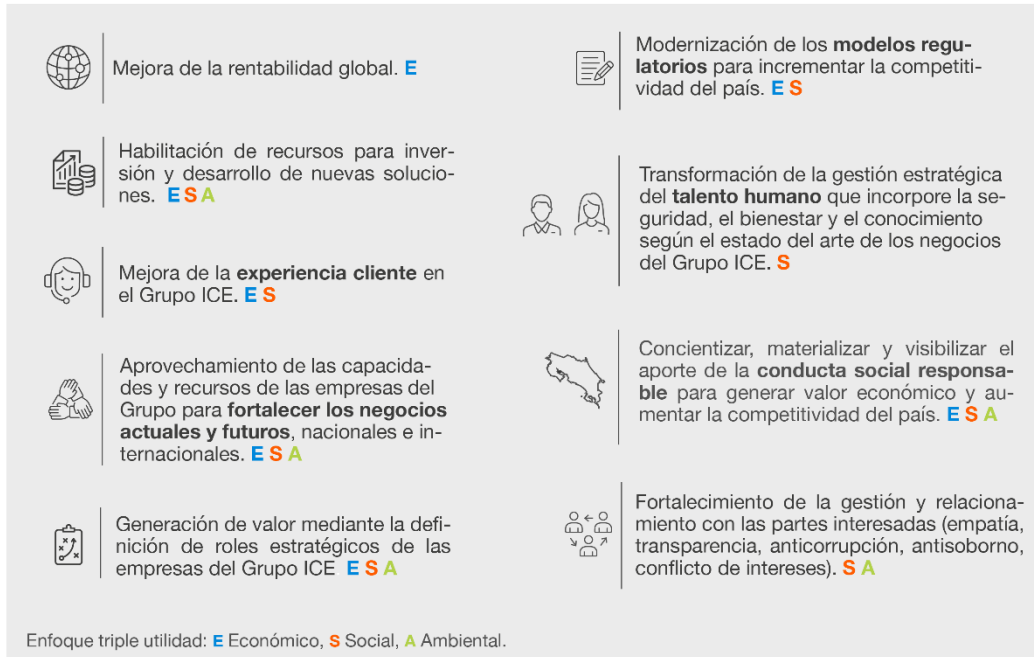 Mejora de la rentabilidad global. E
Habilitación de recursos para inver-
sión y desarrollo de nuevas solucio-
nes. E S A
Mejora de la experiencia cliente en
el Grupo ICE. E S
Aprovechamiento de las capacida-
des y recursos de las empresas del
Grupo para fortalecer los negocios
actuales y futuros, nacionales e in-
ternacionales. E S A
Generación de valor mediante la defi-
nición de roles estratégicos de las
empresas del Grupo ICE E S A
Modernización de los modelos regu-
latorios para incrementar la competiti-
vidad del país. E S
Transformación de la gestión estratégica
del talento humano que incorpore la se-
guridad, el bienestar y el conocimiento
según el estado del arte de los negocios
del Grupo ICE. S
Concientizar, materializar y visibilizar el
aporte de la conducta social responsa-
ble para generar valor económico y au-
mentar la competitividad del país. E S A
Fortalecimiento de la gestión y relaciona-
miento con las partes interesadas (empatía,
transparencia, anticorrupción, antisoborno,
conflicto de intereses). S A
Enfoque triple utilidad: E Económico, S Social, A Ambiental.